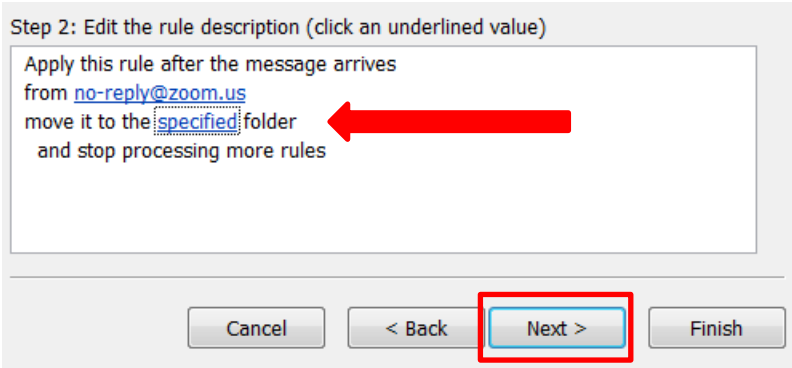 Step 2: Edit the rule description (click an underlined value)
Apply this rule after the message arrives
from no-reply@zoom.us
move it to the specified folder
and stop processing more rules
Cancel < Back Next > Finish